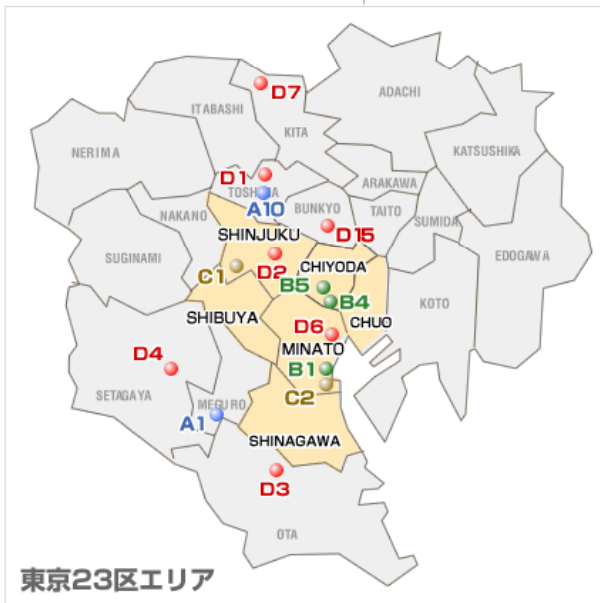 ADACHI
D7
ITABASHI
KITA
KATSUSHIKA
NERIMA
D1
TOSHIMA
ARAKAWA
A10
BUNKYO
TAITO
NAKANO
SUMIDA
SHINJUKU
D15
SUGINAMI
EDOGAWA
C1
D2
CHIYODA
B5
B4
KOTO
SHIBUYA
CHUO
D6
MINATO
D4
B1
SETAGAYA
C2
MEGURO
A1
SHINAGAWA
D3
OTA
東京23区エリア